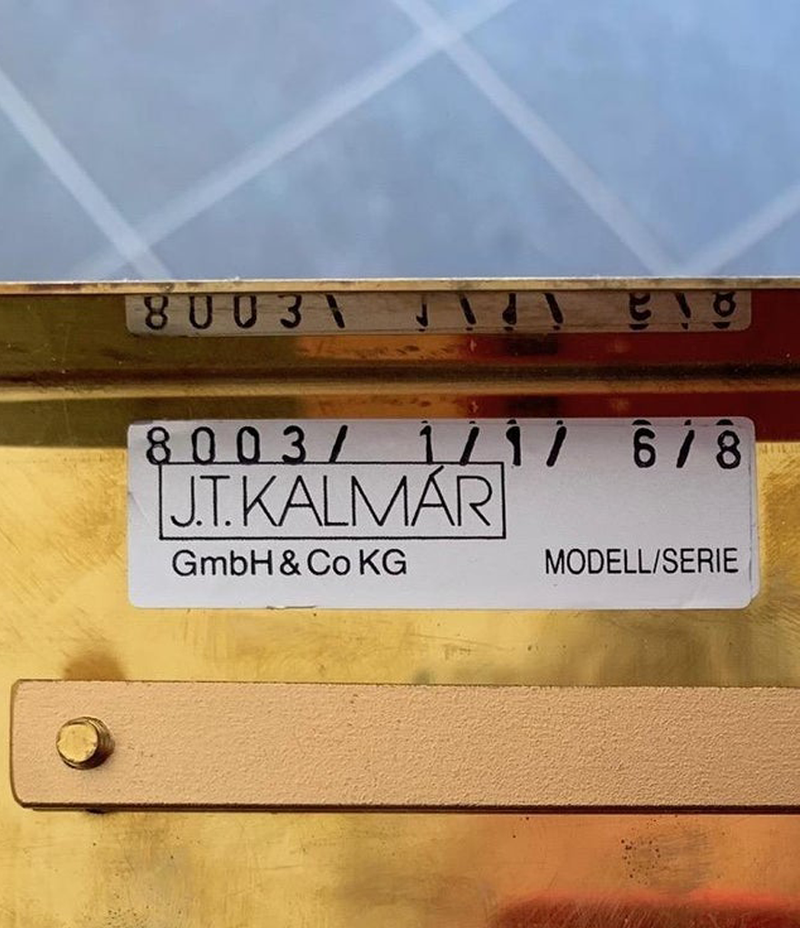 8003/ 1/1/ 6/8
J.T. KALMÁR
GmbH & Co KG
MODELL/SERIE